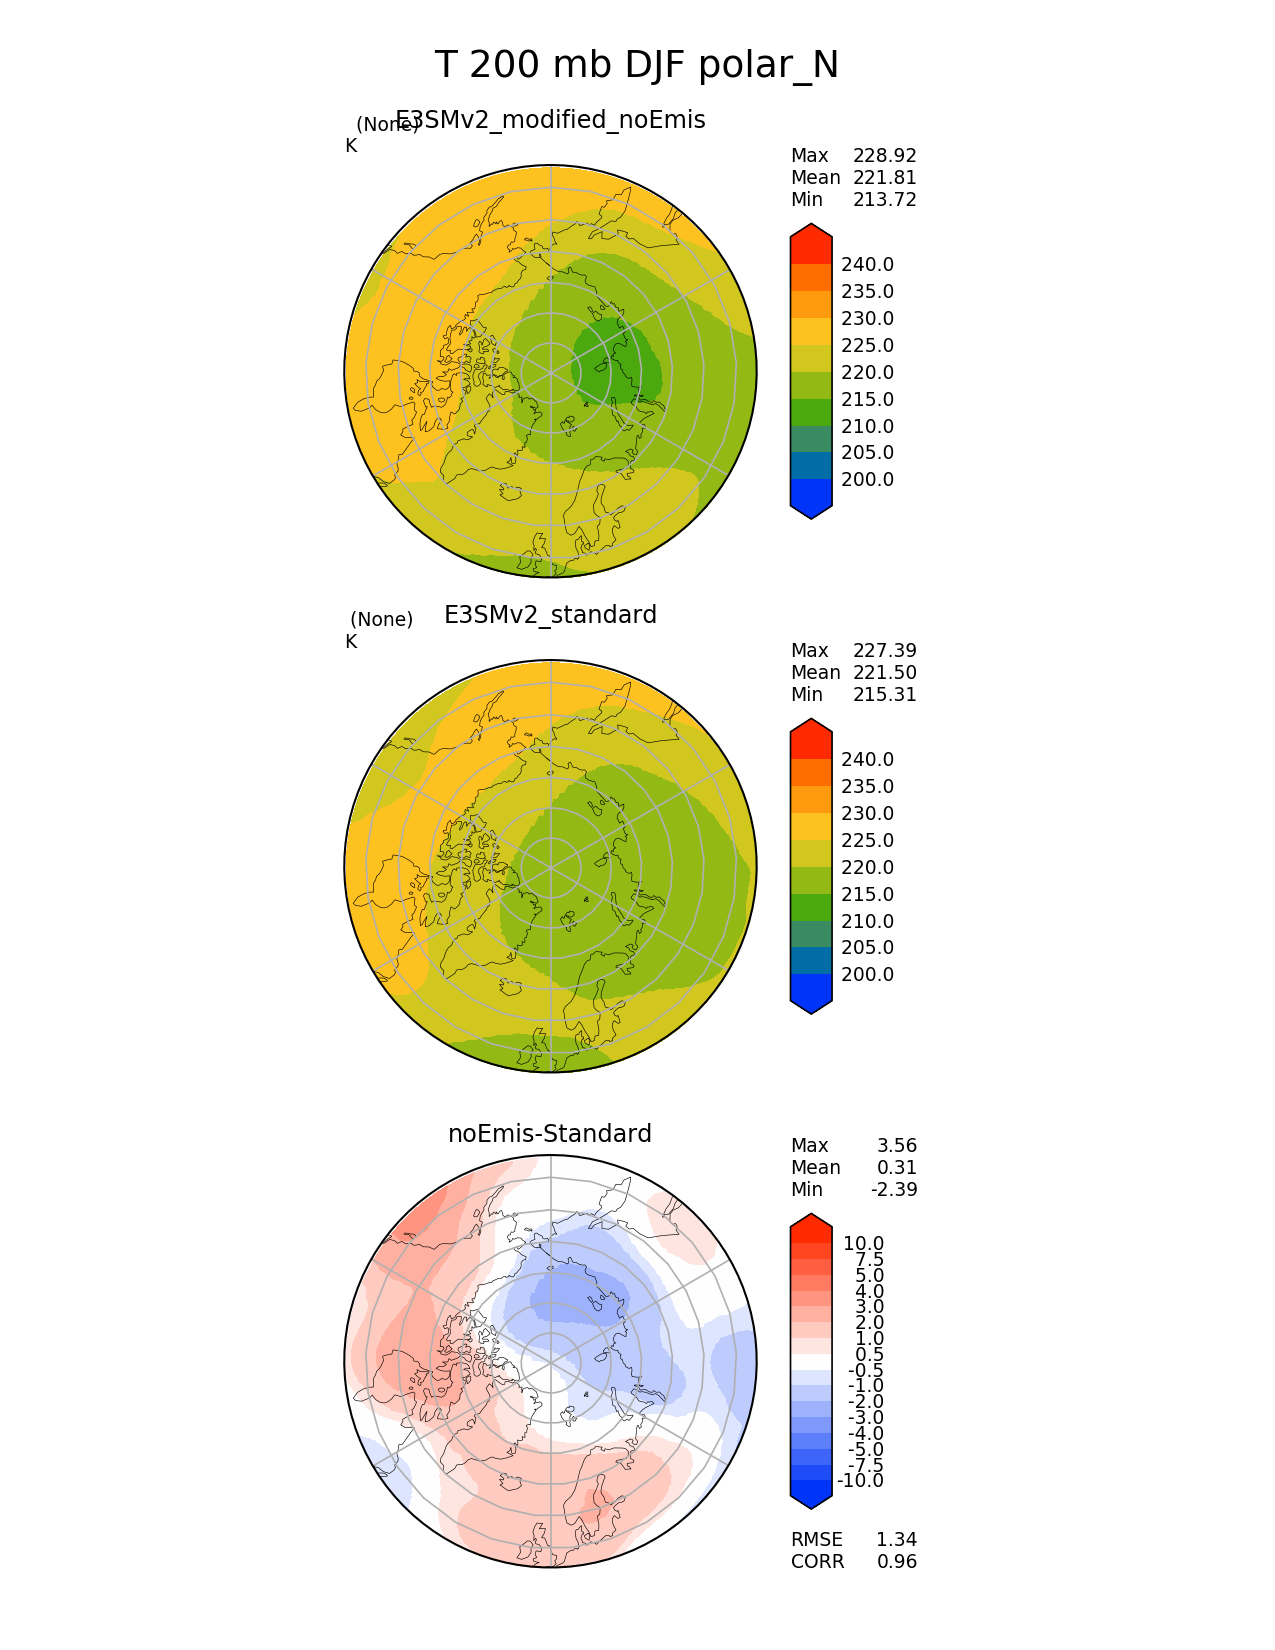 T 200 mb DJF polar_N
E3SMv2_modified_noEmis
(None)
K
Max 228.92
Mean 221.81
Min 213.72
240.0
235.0
230.0
225.0
220.0
215.0
210.0
205.0
200.0
E3SMv2_standard
(None)
K
Max 227.39
Mean 221.50
Min 215.31
240.0
235.0
230.0
225.0
220.0
215.0
210.0
205.0
200.0
noEmis-Standard
Max 3.56
Mean 0.31
Min -2.39
10.0
7.5
5.0
4.0
3.0
2.0
1.0
0.5
-0.5
-1.0
-2.0
-3.0
-4.0
-5.0
-7.5
-10.0
RMSE 1.34
CORR 0.96